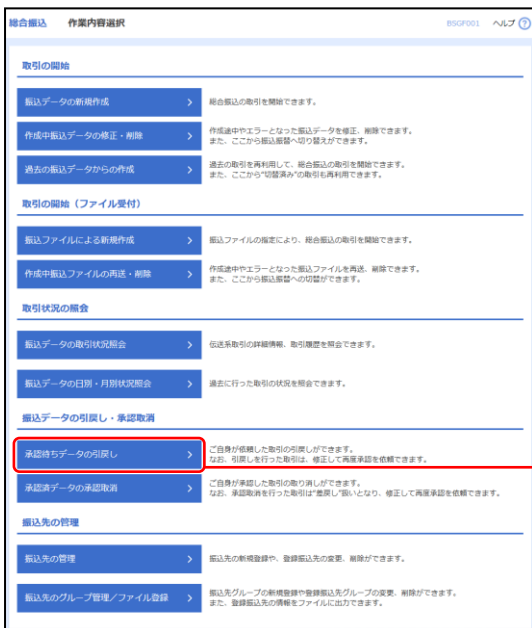 総合振込 作業内容選択 BSGF001 ヘルプ ?
取引の開始
振込データの新規作成 > 総合振込の取引を開始できます。
作成中振込データの修正・削除 > 作成途中やエラーとなった振込データを修正、削除できます。
また、ここから振込振替へ切り替えができます。
過去の振込データからの作成 > 過去の取引を再利用して、総合振込の取引を開始できます。
また、ここから"切替済み"の取引も再利用できます。
取引の開始（ファイル受付）
振込ファイルによる新規作成 > 振込ファイルの指定により、総合振込の取引を開始できます。
作成中振込ファイルの再送・削除 > 作成途中やエラーとなった振込ファイルを再送、削除できます。
また、ここから振込振替への切替ができます。
取引状況の照会
振込データの取引状況照会 > 伝送系取引の詳細情報、取引履歴を照会できます。
振込データの日別・月別状況照会 > 過去に行った取引の状況を照会できます。
振込データの引戻し・承認取消
承認待ちデータの引戻し > ご自身が依頼した取引の引戻しができます。
なお、引戻しを行った取引は、修正して再度承認を依頼できます。
承認済データの承認取消 > ご自身が承認した取引の取り消しができます。
なお、承認取消を行った取引は"差戻し"扱いとなり、修正して再度承認を依頼できます。
振込先の管理
振込先の管理 > 振込先の新規登録や、登録振込先の変更、削除ができます。
振込先のグループ管理／ファイル登録 > 振込先グループの新規登録や登録振込先グループの変更、削除ができます。
また、登録振込先の情報をファイルに出力できます。